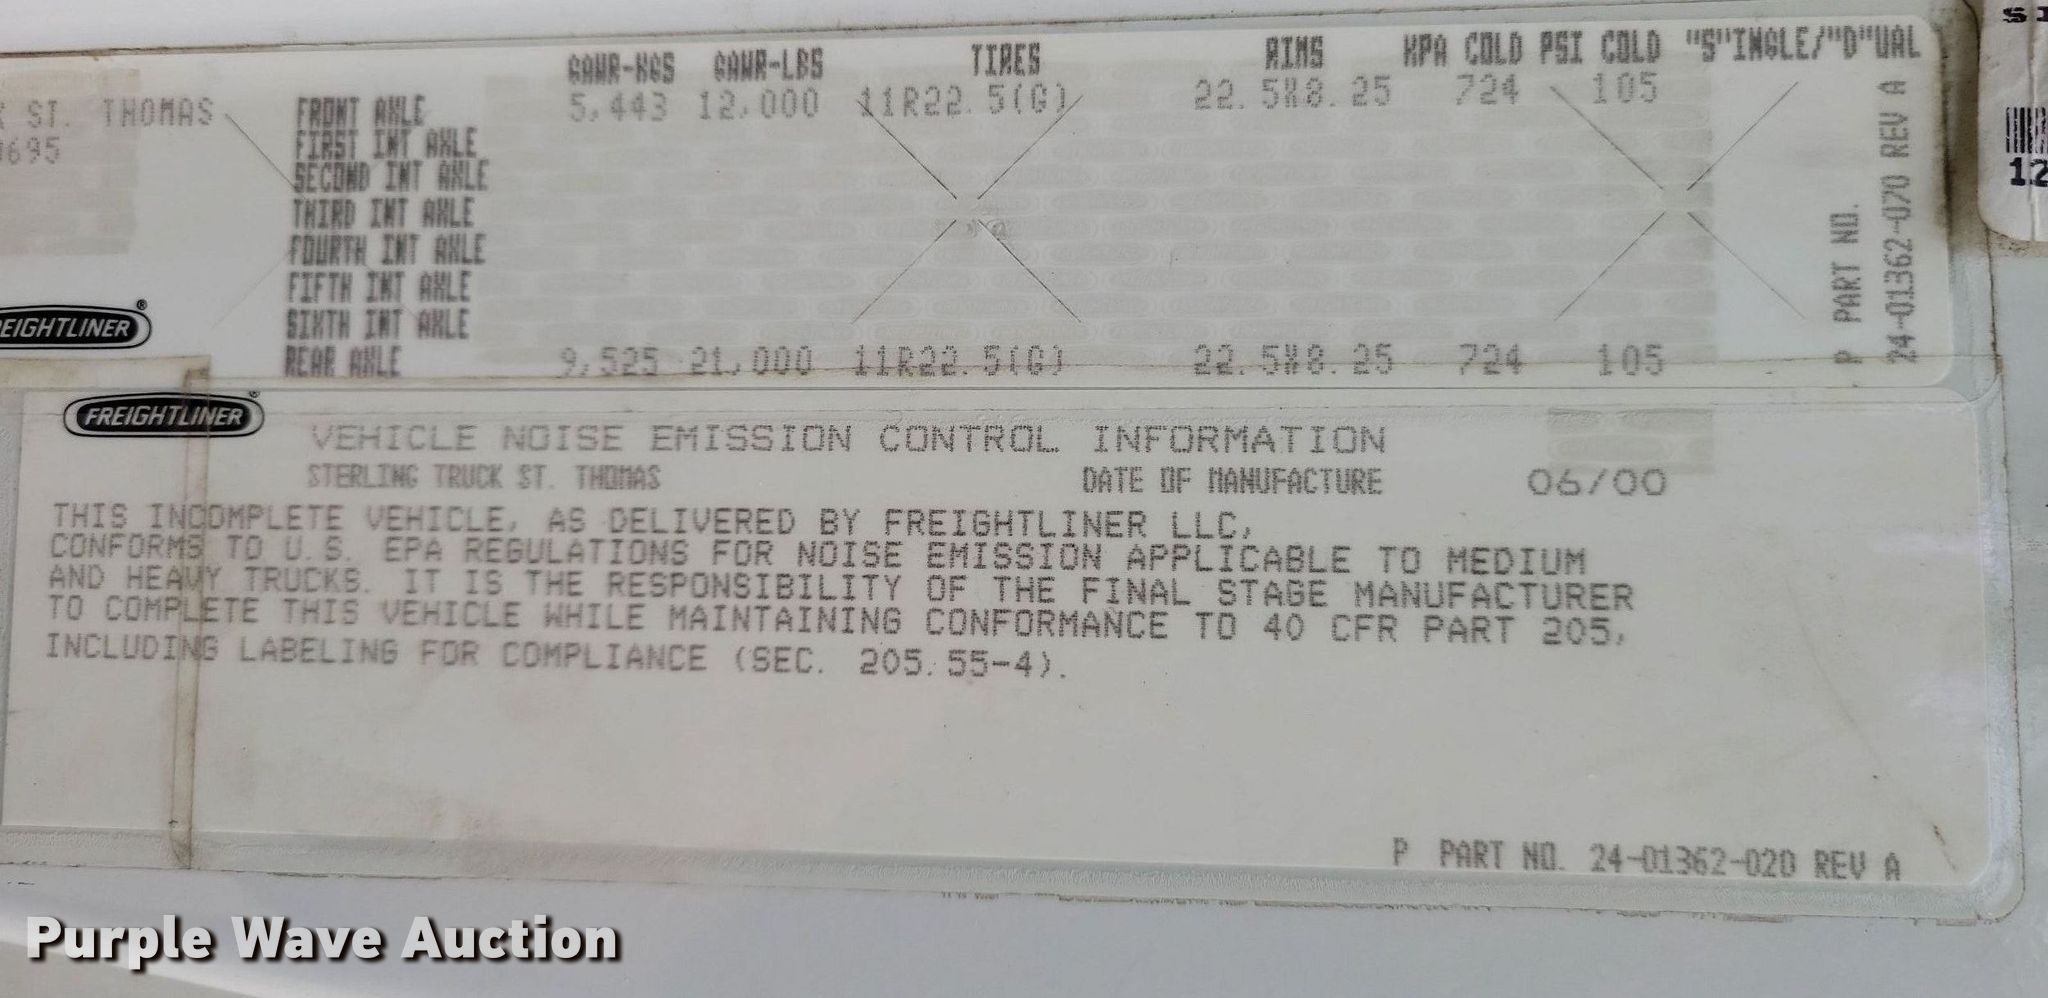 GAWR-KGS GAWR-LBS TIRES RIMS KPA COLD PSI COLD "S"INGLE/"D"UAL
ST. THOMAS FRONT AXLE 5,443 12,000 11R22.5(G) 22.5X8.25 724 105
695 FIRST INT AXLE
SECOND INT AXLE
THIRD INT AXLE
FOURTH INT AXLE
FIFTH INT AXLE
SIXTH INT AXLE
REAR AXLE 9,525 21,000 11R22.5(G) 22.5X8.25 724 105
EIGHTLINER®
P PART NO.
24-01362-070 REV A
12
FREIGHTLINER®
VEHICLE NOISE EMISSION CONTROL INFORMATION
STERLING TRUCK ST. THOMAS DATE OF MANUFACTURE 06/00
THIS INCOMPLETE VEHICLE, AS DELIVERED BY FREIGHTLINER LLC,
CONFORMS TO U.S. EPA REGULATIONS FOR NOISE EMISSION APPLICABLE TO MEDIUM
AND HEAVY TRUCKS. IT IS THE RESPONSIBILITY OF THE FINAL STAGE MANUFACTURER
TO COMPLETE THIS VEHICLE WHILE MAINTAINING CONFORMANCE TO 40 CFR PART 205,
INCLUDING LABELING FOR COMPLIANCE (SEC. 205.55-4).
P PART NO. 24-01362-020 REV A
Purple Wave Auction